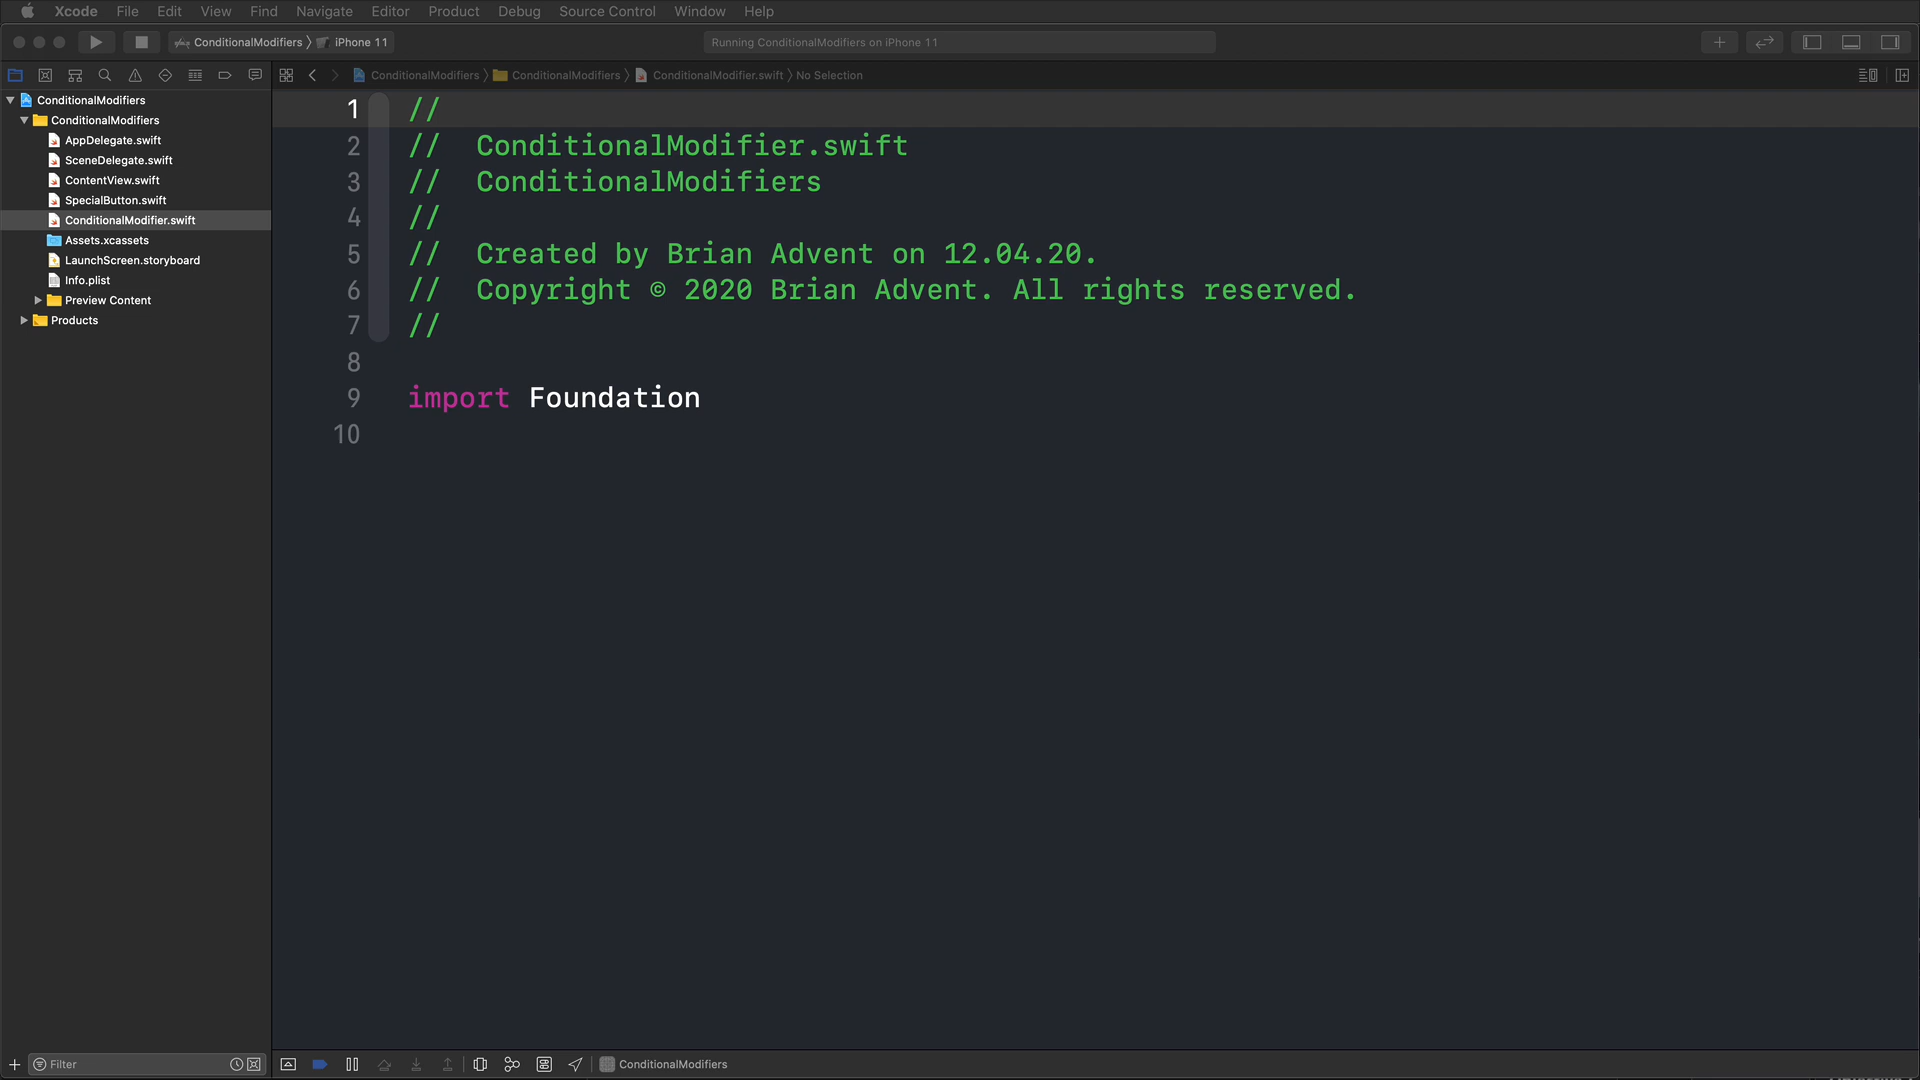 Xcode File Edit View Find Navigate Editor Product Debug Source Control Window Help
ConditionalModifiers iPhone 11
Running ConditionalModifiers on iPhone 11
ConditionalModifiers ConditionalModifiers ConditionalModifier.swift No Selection
ConditionalModifiers
ConditionalModifiers
AppDelegate.swift
SceneDelegate.swift
ContentView.swift
SpecialButton.swift
ConditionalModifier.swift
Assets.xcassets
LaunchScreen.storyboard
Info.plist
Preview Content
Products
1 //
2 //  ConditionalModifier.swift
3 //  ConditionalModifiers
4 //
5 //  Created by Brian Advent on 12.04.20.
6 //  Copyright © 2020 Brian Advent. All rights reserved.
7 //
8
9 import Foundation
10
Filter
ConditionalModifiers